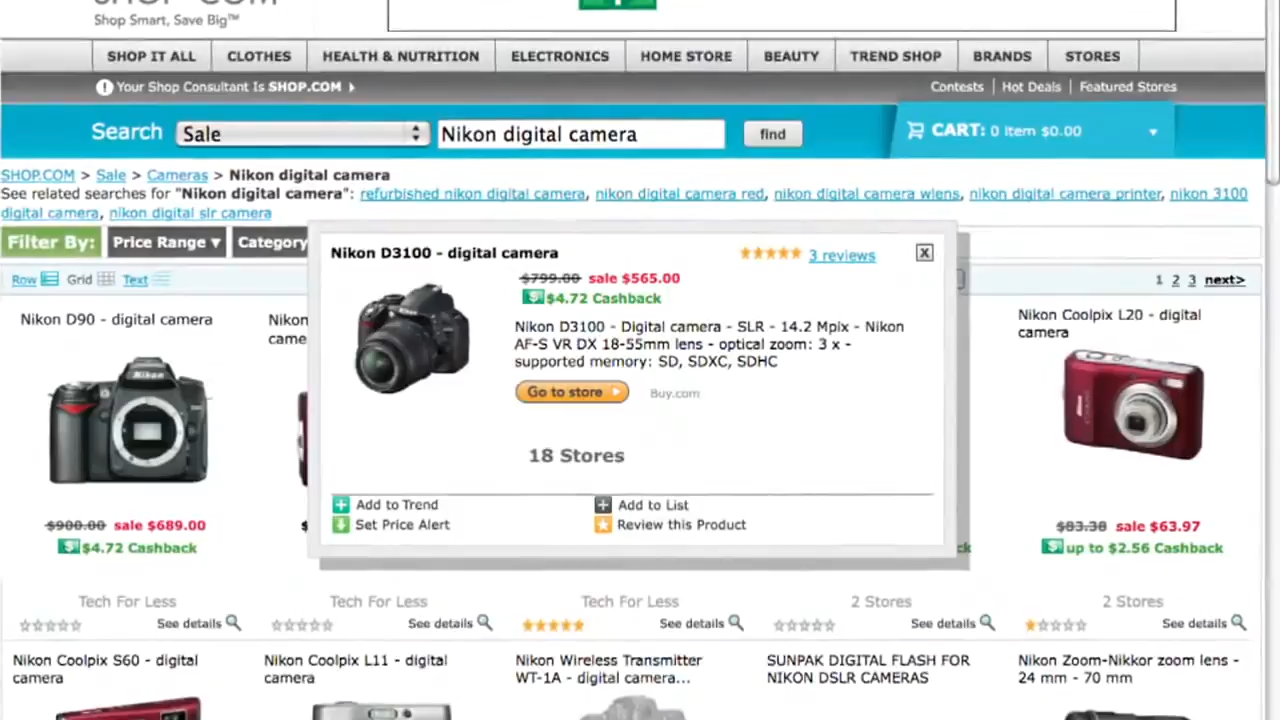 SHOP COM
Shop Smart, Save Big™
SHOP IT ALL CLOTHES HEALTH & NUTRITION ELECTRONICS HOME STORE BEAUTY TREND SHOP BRANDS STORES
Your Shop Consultant Is SHOP.COM Contests Hot Deals Featured Stores
Search Sale Nikon digital camera find CART: 0 Item $0.00
SHOP.COM > Sale > Cameras > Nikon digital camera
See related searches for "Nikon digital camera": refurbished nikon digital camera, nikon digital camera red, nikon digital camera wlens, nikon digital camera printer, nikon 3100
digital camera, nikon digital slr camera
Filter By: Price Range ▾ Category
Row Grid Text 1 2 3 next>
Nikon D3100 - digital camera 3 reviews X
$799.00 sale $565.00
$4.72 Cashback
Nikon D3100 - Digital camera - SLR - 14.2 Mpix - Nikon
AF-S VR DX 18-55mm lens - optical zoom: 3 x -
supported memory: SD, SDXC, SDHC
Go to store Buy.com
18 Stores
Add to Trend Add to List
Set Price Alert Review this Product
Nikon D90 - digital camera
Nikon
$900.00 sale $689.00
$4.72 Cashback
Nikon Coolpix L20 - digital
camera
$83.38 sale $63.97
up to $2.56 Cashback
Tech For Less Tech For Less Tech For Less 2 Stores 2 Stores
See details See details See details See details See details
Nikon Coolpix S60 - digital
camera
Nikon Coolpix L11 - digital
camera
Nikon Wireless Transmitter
WT-1A - digital camera...
SUNPAK DIGITAL FLASH FOR
NIKON DSLR CAMERAS
Nikon Zoom-Nikkor zoom lens -
24 mm - 70 mm